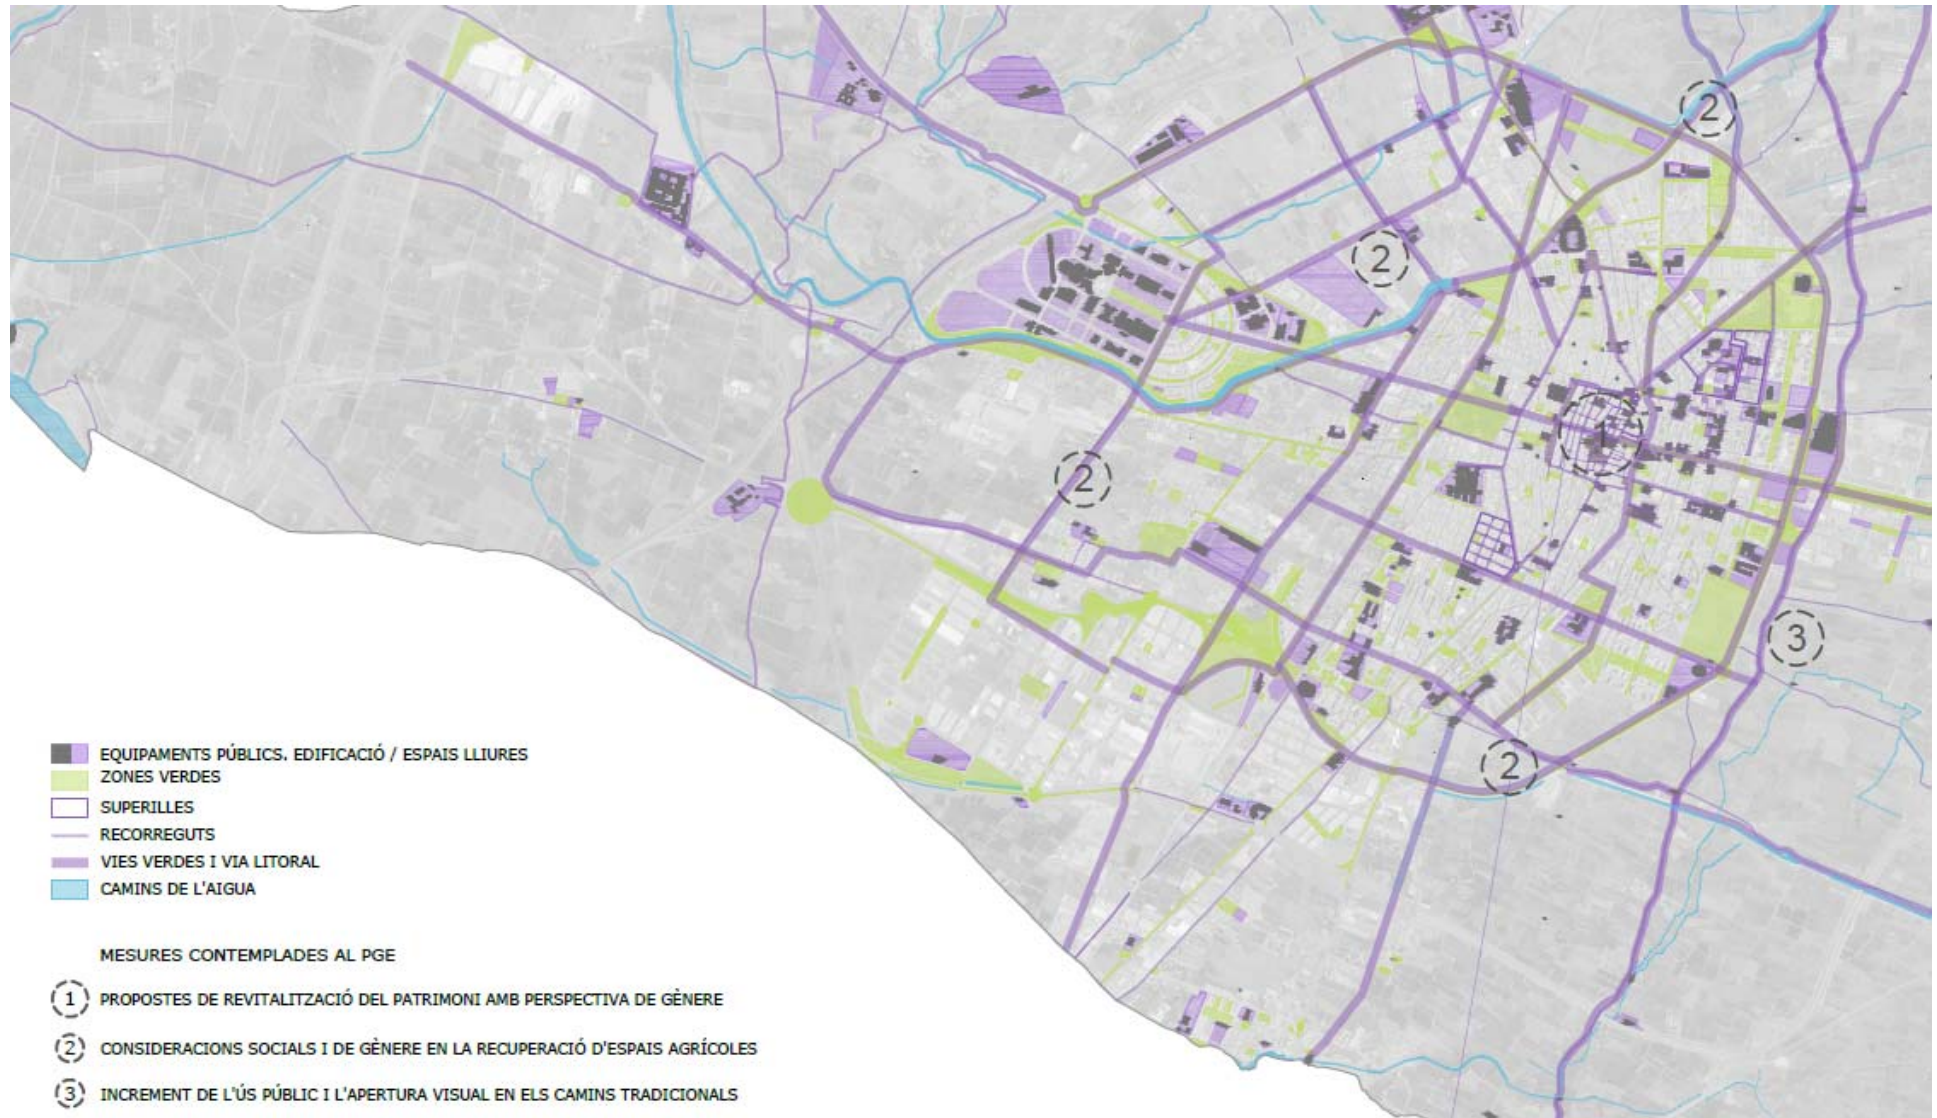 2
2
1
2
3
2
EQUIPAMENTS PÚBLICS. EDIFICACIÓ / ESPAIS LLIURES
ZONES VERDES
SUPERILLES
RECORREGUTS
VIES VERDES I VIA LITORAL
CAMINS DE L'AIGUA
MESURES CONTEMPLADES AL PGE
1 PROPOSTES DE REVITALITZACIÓ DEL PATRIMONI AMB PERSPECTIVA DE GÈNERE
2 CONSIDERACIONS SOCIALS I DE GÈNERE EN LA RECUPERACIÓ D'ESPAIS AGRÍCOLES
3 INCREMENT DE L'ÚS PÚBLIC I L'APERTURA VISUAL EN ELS CAMINS TRADICIONALS